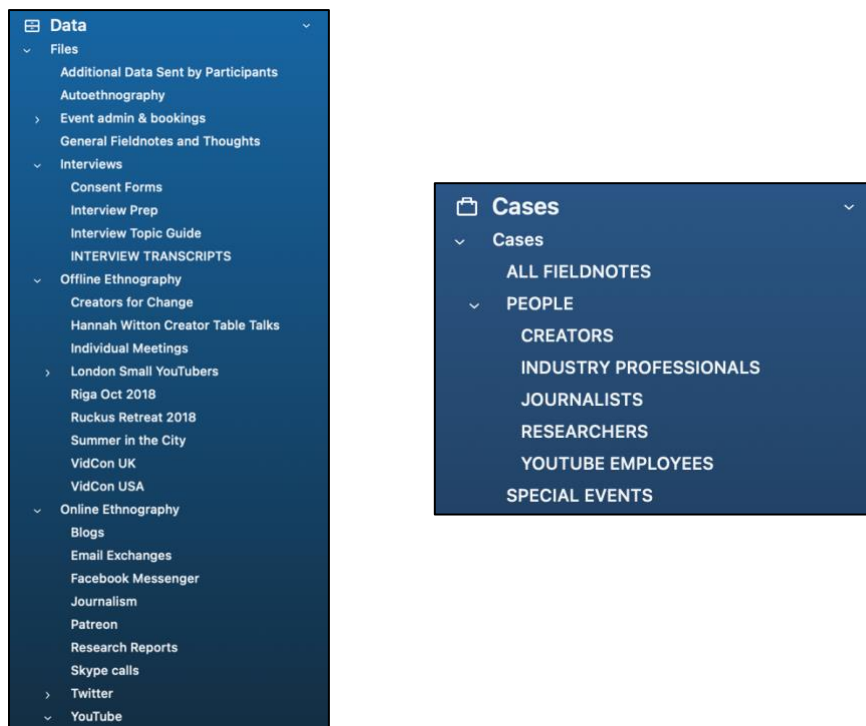 Data
Files
Additional Data Sent by Participants
Autoethnography
Event admin & bookings
General Fieldnotes and Thoughts
Interviews
Consent Forms
Interview Prep
Interview Topic Guide
INTERVIEW TRANSCRIPTS
Offline Ethnography
Creators for Change
Hannah Witton Creator Table Talks
Individual Meetings
London Small YouTubers
Riga Oct 2018
Ruckus Retreat 2018
Summer in the City
VidCon UK
VidCon USA
Online Ethnography
Blogs
Email Exchanges
Facebook Messenger
Journalism
Patreon
Research Reports
Skype calls
Twitter
YouTube
Cases
Cases
ALL FIELDNOTES
PEOPLE
CREATORS
INDUSTRY PROFESSIONALS
JOURNALISTS
RESEARCHERS
YOUTUBE EMPLOYEES
SPECIAL EVENTS